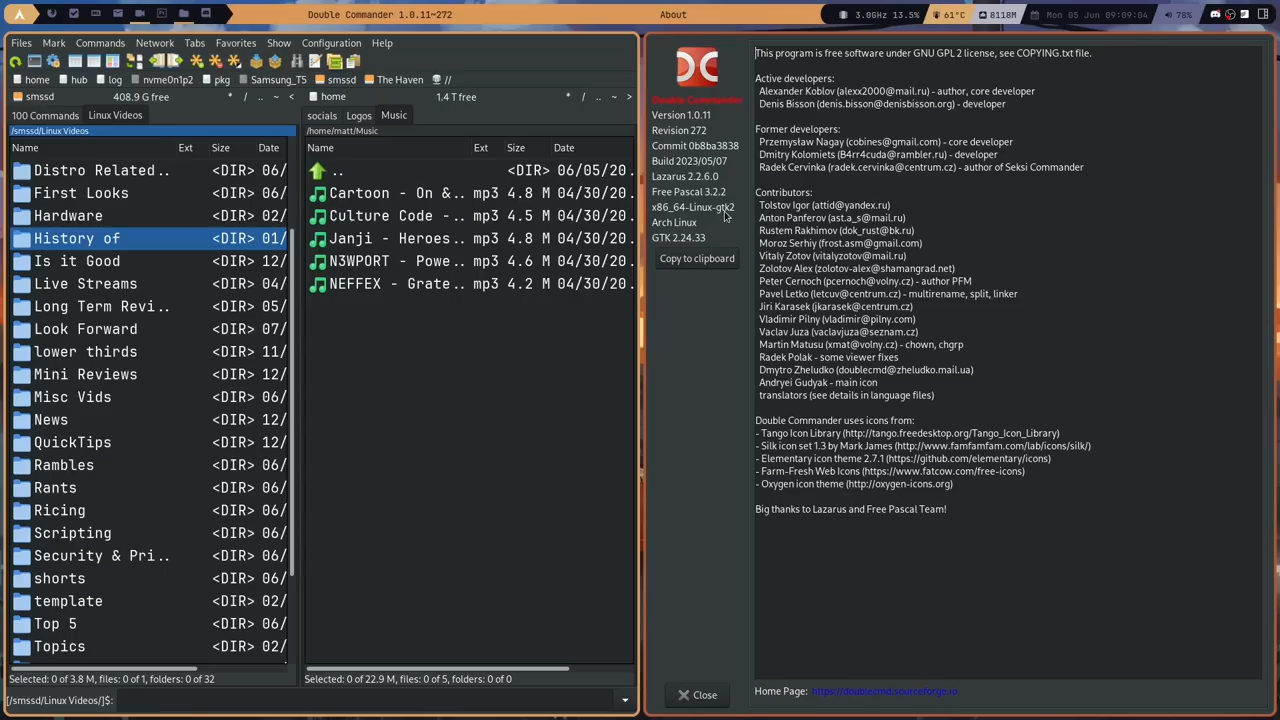 Double Commander 1.0.11~272
About
3.0GHz 13.5%
61°C
8118M
Mon 05 Jun 09:09:04
78%
Files Mark Commands Network Tabs Favorites Show Configuration Help
home hub log nvme0n1p2 pkg Samsung_T5 smssd The Haven //
smssd 408.9 G free * / .. ~ <
home 1.4 T free * / .. ~ >
100 Commands Linux Videos
socials Logos Music
/smssd/Linux Videos
/home/matt/Music
Name Ext Size Date
Distro Related.. <DIR> 06/
First Looks <DIR> 06/
Hardware <DIR> 06/
History of <DIR> 01/
Is it Good <DIR> 12/
Live Streams <DIR> 04/
Long Term Revi.. <DIR> 05/
Look Forward <DIR> 07/
lower thirds <DIR> 11/
Mini Reviews <DIR> 12/
Misc Vids <DIR> 06/
News <DIR> 12/
QuickTips <DIR> 12/
Rambles <DIR> 06/
Rants <DIR> 06/
Ricing <DIR> 06/
Scripting <DIR> 06/
Security & Pri.. <DIR> 06/
shorts <DIR> 06/
template <DIR> 02/
Top 5 <DIR> 06/
Topics <DIR> 02/
Selected: 0 of 3.8 M, files: 0 of 1, folders: 0 of 32
[/smssd/Linux Videos/]$:
Name Ext Size Date
.. <DIR> 06/05/20.
Cartoon - On &.. mp3 4.8 M 04/30/20.
Culture Code -.. mp3 4.5 M 04/30/20.
Janji - Heroes.. mp3 4.8 M 04/30/20.
N3WPORT - Powe.. mp3 4.6 M 04/30/20.
NEFFEX - Grate.. mp3 4.2 M 04/30/20.
Selected: 0 of 22.9 M, files: 0 of 5, folders: 0 of 0
Double Commander
Version 1.0.11
Revision 272
Commit 0b8ba3838
Build 2023/05/07
Lazarus 2.2.6.0
Free Pascal 3.2.2
x86_64-Linux-gtk2
Arch Linux
GTK 2.24.33
Copy to clipboard
Close
This program is free software under GNU GPL 2 license, see COPYING.txt file.
Active developers:
Alexander Koblov (alexx2000@mail.ru) - author, core developer
Denis Bisson (denis.bisson@denisbisson.org) - developer
Former developers:
Przemysław Nagay (cobines@gmail.com) - core developer
Dmitry Kolomiets (B4rr4cuda@rambler.ru) - developer
Radek Červinka (radek.cervinka@centrum.cz) - author of Seksi Commander
Contributors:
Tolstov Igor (attid@yandex.ru)
Anton Panferov (ast.a_s@mail.ru)
Rustem Rakhimov (dok_rust@bk.ru)
Moroz Serhiy (frost.asm@gmail.com)
Vitaly Zotov (vitalyzotov@mail.ru)
Zolotov Alex (zolotov-alex@shamangrad.net)
Peter Cernoch (pcernoch@volny.cz) - author PFM
Pavel Letko (letcuv@centrum.cz) - multirename, split, linker
Jiri Karasek (jkarasek@centrum.cz)
Vladimir Pilny (vladimir@pilny.com)
Vaclav Juza (vaclavjuza@seznam.cz)
Martin Matusu (xmat@volny.cz) - chown, chgrp
Radek Polak - some viewer fixes
Dmytro Zheludko (doublecmd@zheludko.mail.ua)
Andryei Gudyak - main icon
translators (see details in language files)
Double Commander uses icons from:
- Tango Icon Library (http://tango.freedesktop.org/Tango_Icon_Library)
- Silk icon set 1.3 by Mark James (http://www.famfamfam.com/lab/icons/silk/)
- Elementary icon theme 2.7.1 (https://github.com/elementary/icons)
- Farm-Fresh Web Icons (https://www.fatcow.com/free-icons)
- Oxygen icon theme (http://oxygen-icons.org)
Big thanks to Lazarus and Free Pascal Team!
Home Page: https://doublecmd.sourceforge.io